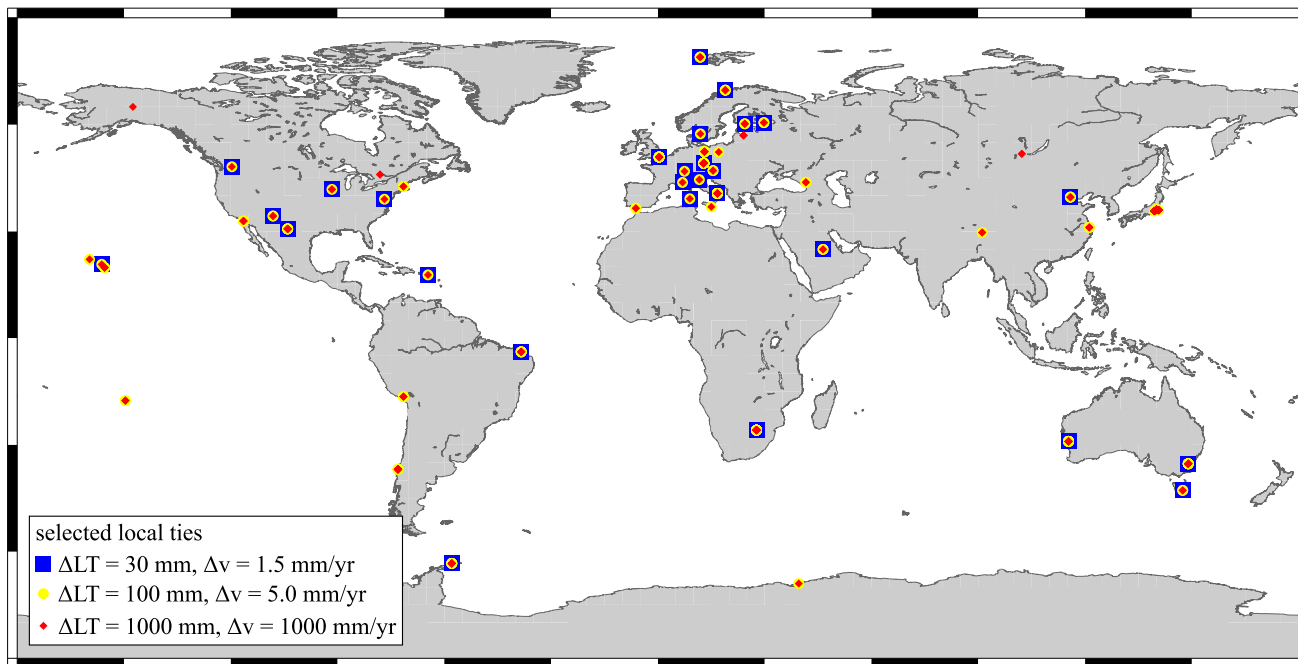 selected local ties
ΔLT = 30 mm, Δv = 1.5 mm/yr
ΔLT = 100 mm, Δv = 5.0 mm/yr
ΔLT = 1000 mm, Δv = 1000 mm/yr